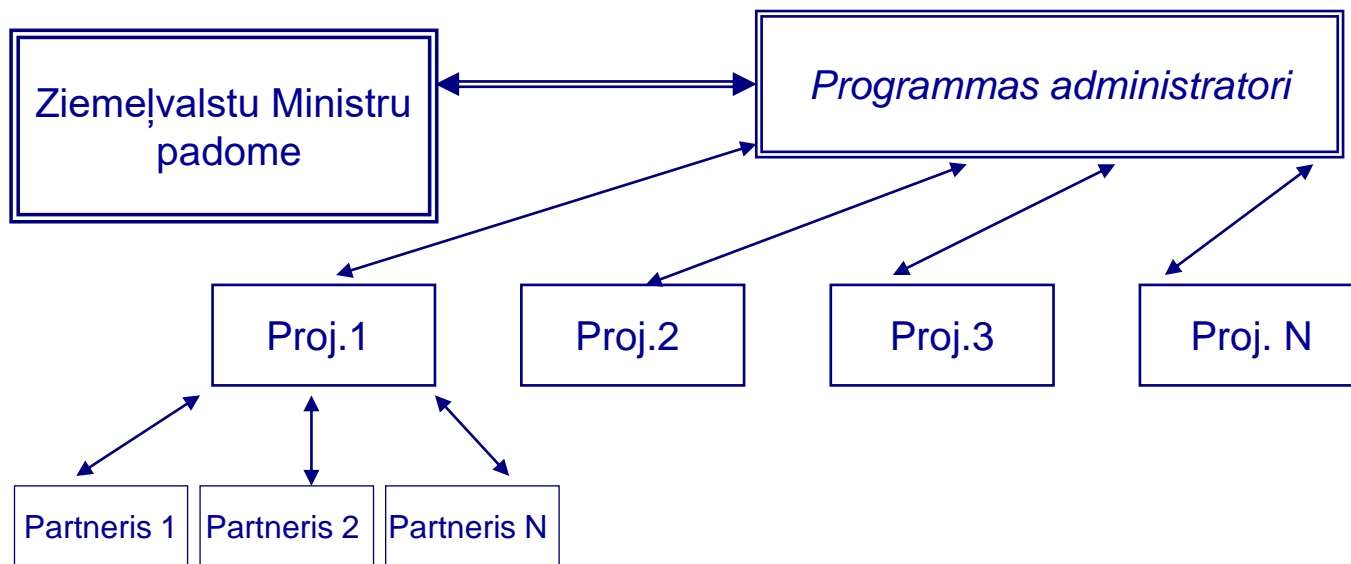 Ziemeļvalstu Ministru
padome
Programmas administratori
Proj.1
Proj.2
Proj.3
Proj. N
Partneris 1
Partneris 2
Partneris N